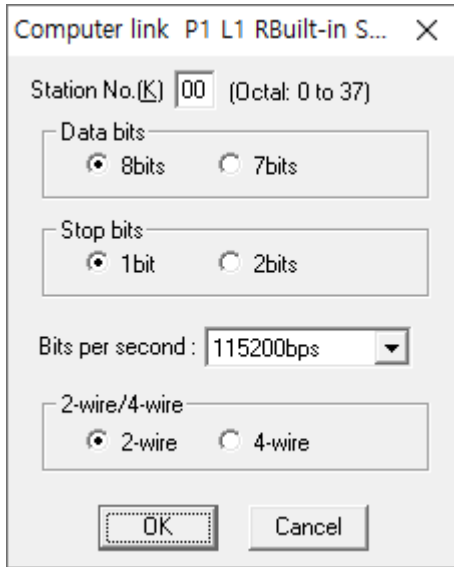 Computer link P1 L1 RBuilt-in S...
Station No.(K) 00 (Octal: 0 to 37)
Data bits
8bits 7bits
Stop bits
1bit 2bits
Bits per second : 115200bps
2-wire/4-wire
2-wire 4-wire
OK Cancel